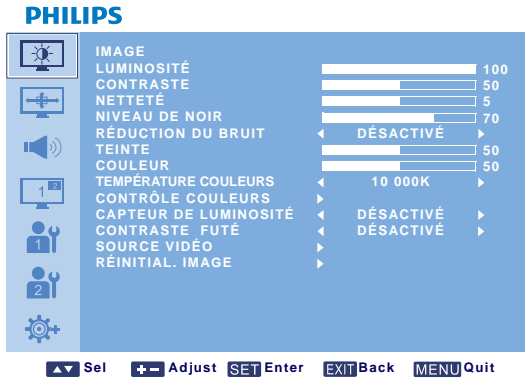 PHILIPS
IMAGE
LUMINOSITÉ 100
CONTRASTE 50
NETTETÉ 5
NIVEAU DE NOIR 70
RÉDUCTION DU BRUIT DÉSACTIVÉ
TEINTE 50
COULEUR 50
TEMPÉRATURE COULEURS 10 000K
CONTRÔLE COULEURS
CAPTEUR DE LUMINOSITÉ DÉSACTIVÉ
CONTRASTE FUTÉ DÉSACTIVÉ
SOURCE VIDÉO
RÉINITIAL. IMAGE
1 2
1
2
Sel Adjust SET Enter EXIT Back MENU Quit